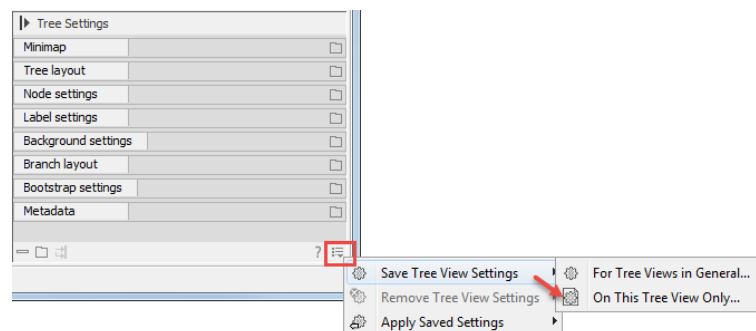 Tree Settings
Minimap
Tree layout
Node settings
Label settings
Background settings
Branch layout
Bootstrap settings
Metadata
?
Save Tree View Settings
For Tree Views in General...
Remove Tree View Settings
On This Tree View Only...
Apply Saved Settings